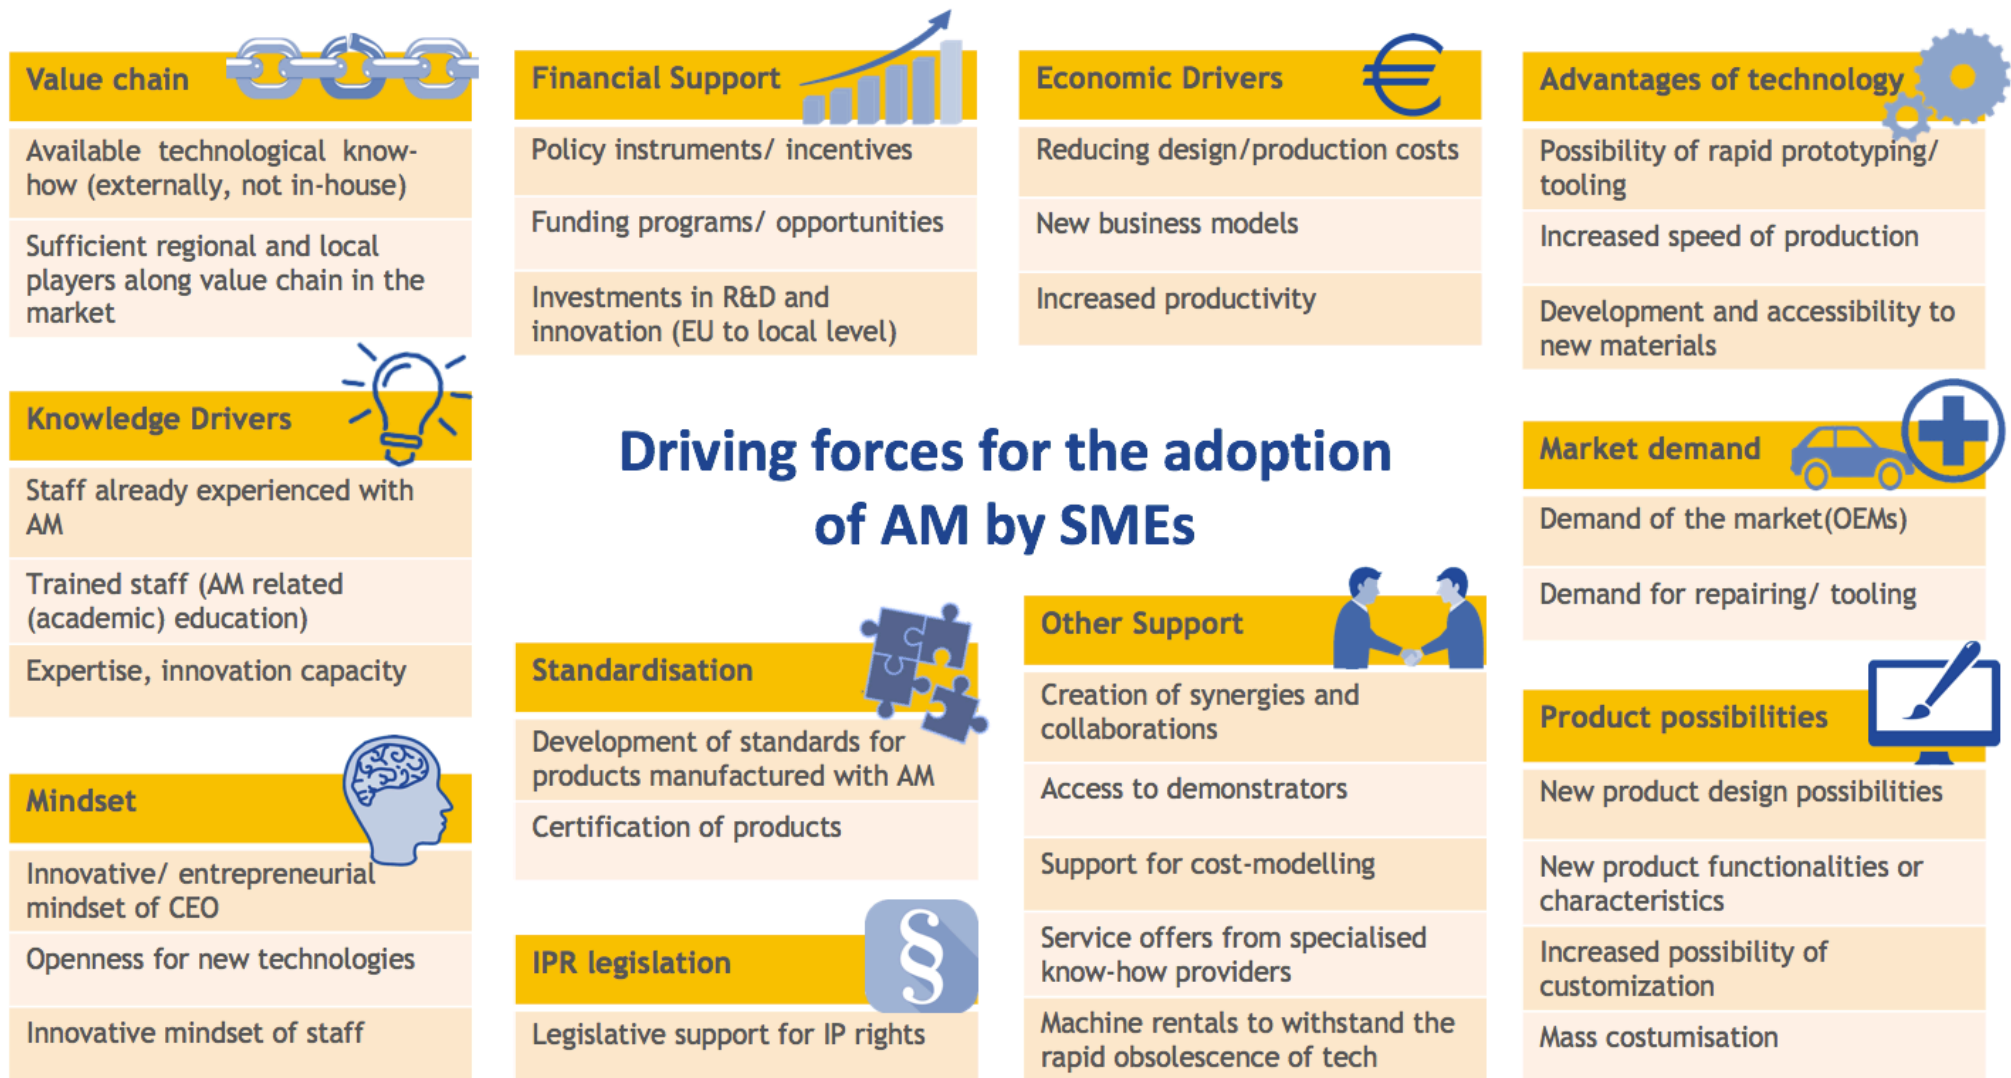 Value chain
Available technological know-
how (externally, not in-house)
Sufficient regional and local
players along value chain in the
market
Knowledge Drivers
Staff already experienced with
AM
Trained staff (AM related
(academic) education)
Expertise, innovation capacity
Mindset
Innovative/ entrepreneurial
mindset of CEO
Openness for new technologies
Innovative mindset of staff
Financial Support
Policy instruments/ incentives
Funding programs/ opportunities
Investments in R&D and
innovation (EU to local level)
Economic Drivers
€
Reducing design/production costs
New business models
Increased productivity
Driving forces for the adoption
of AM by SMEs
Standardisation
Development of standards for
products manufactured with AM
Certification of products
IPR legislation
§
Legislative support for IP rights
Other Support
Creation of synergies and
collaborations
Access to demonstrators
Support for cost-modelling
Service offers from specialised
know-how providers
Machine rentals to withstand the
rapid obsolescence of tech
Advantages of technology
Possibility of rapid prototyping/
tooling
Increased speed of production
Development and accessibility to
new materials
Market demand
Demand of the market(OEMs)
Demand for repairing/ tooling
Product possibilities
New product design possibilities
New product functionalities or
characteristics
Increased possibility of
customization
Mass costumisation